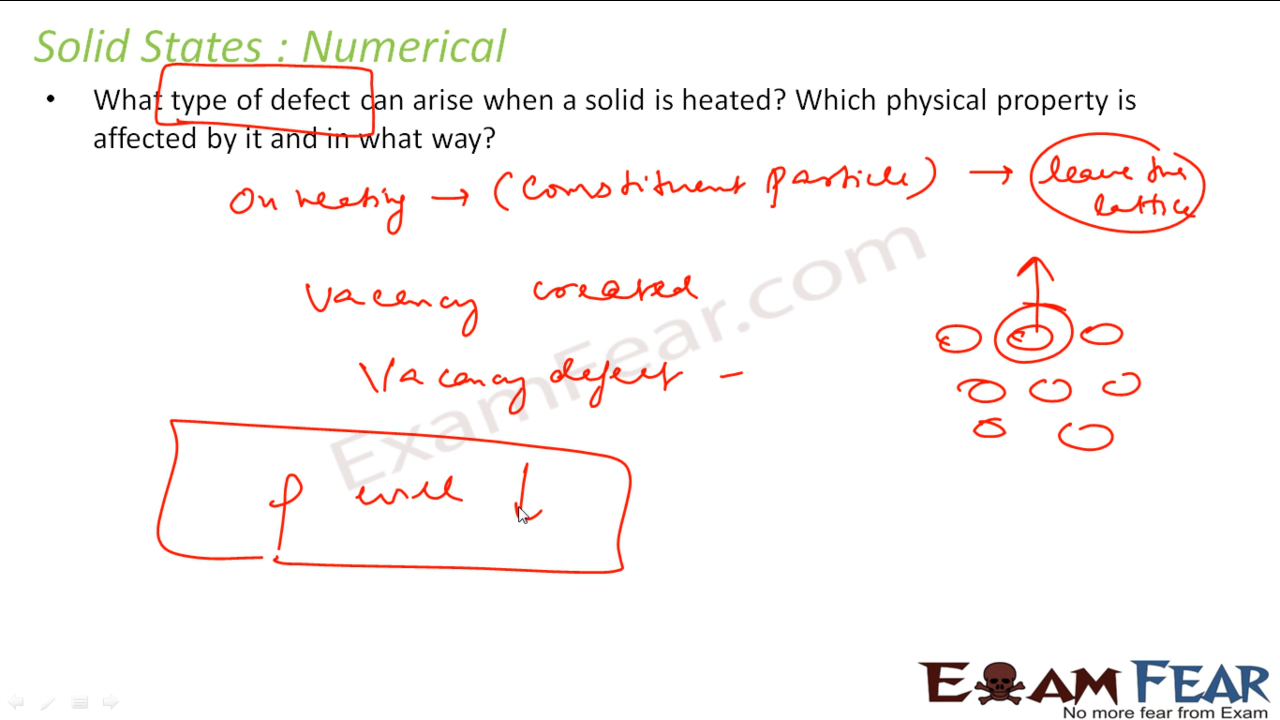 Solid States : Numerical
• What type of defect can arise when a solid is heated? Which physical property is
affected by it and in what way?
On heating → (Constituent particle) → leave the
lattice
Vacancy created
Vacancy defect –
ρ will ↓
ExamFear.com
EXAM FEAR
No more fear from Exam